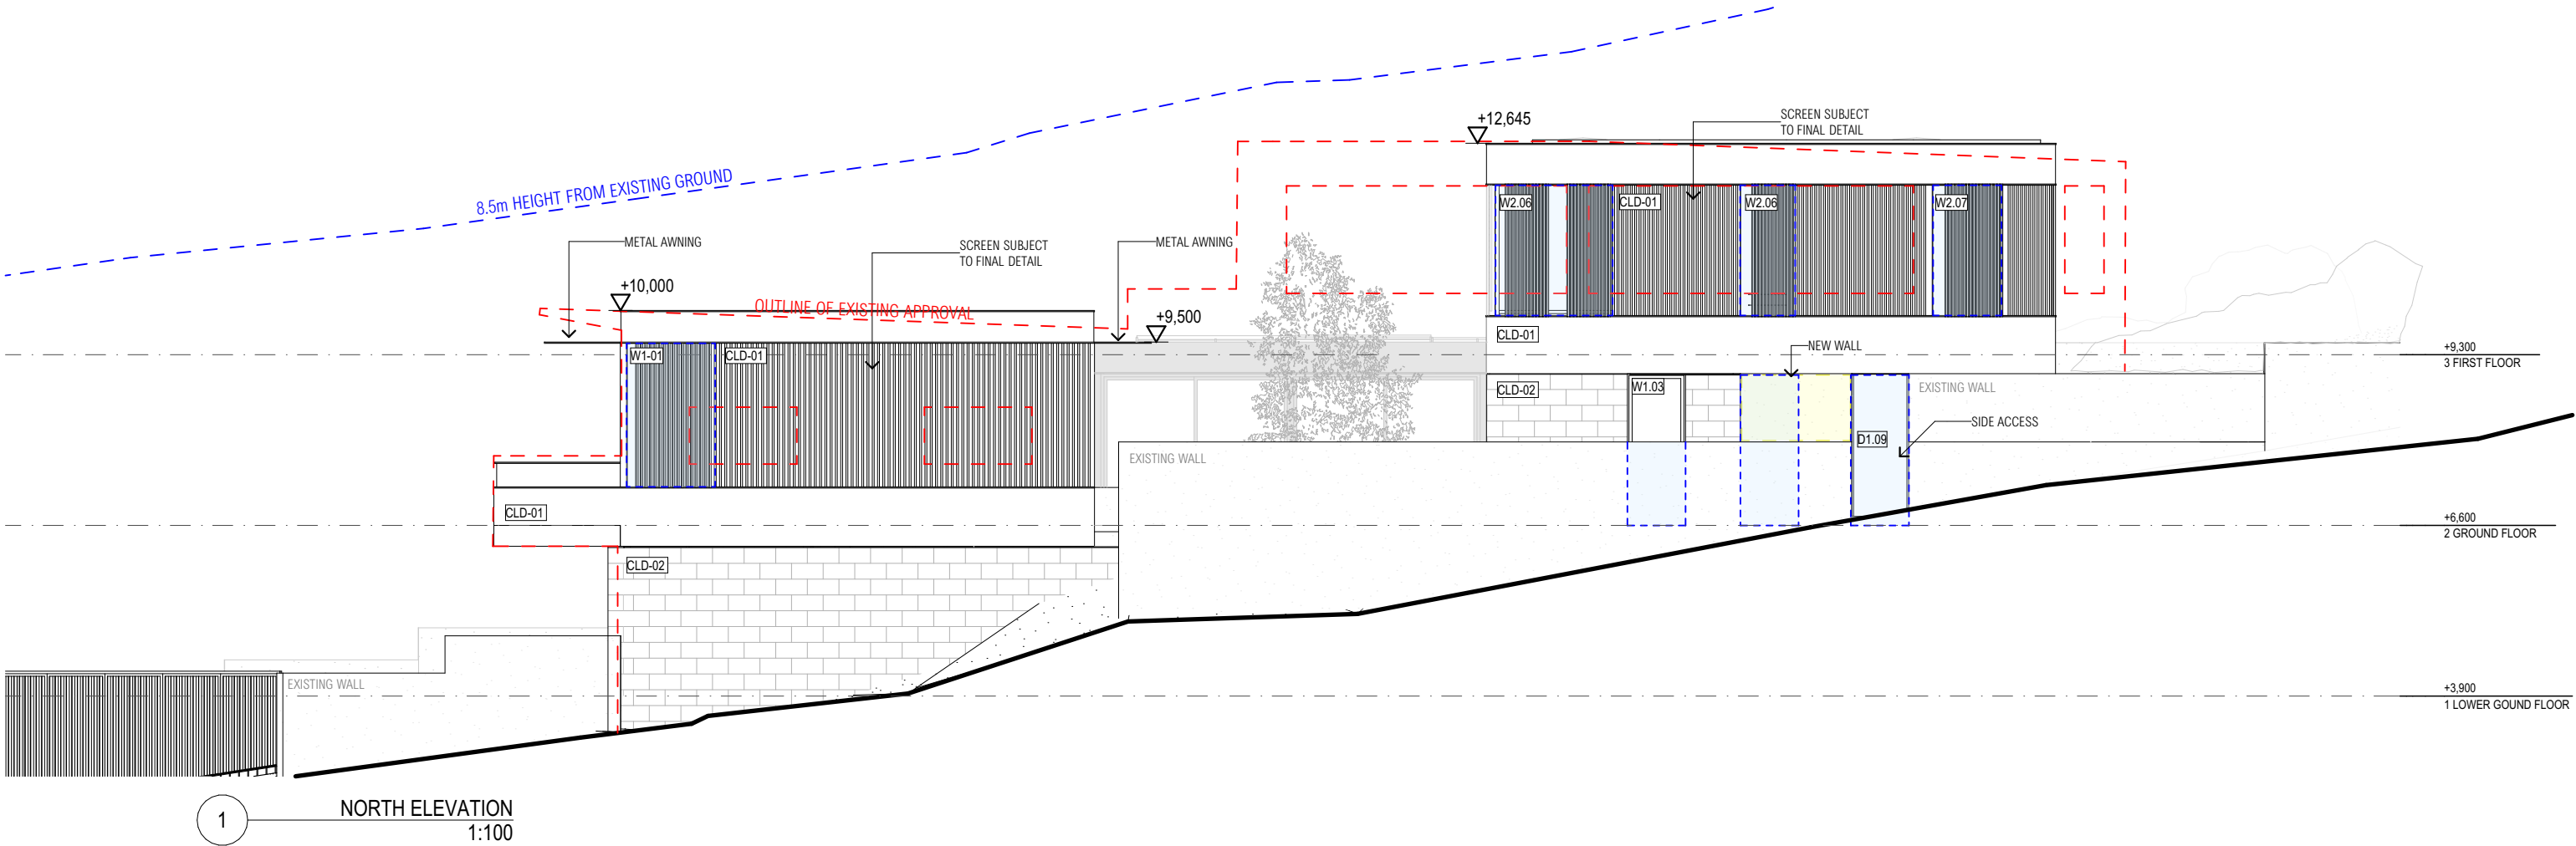 8.5m HEIGHT FROM EXISTING GROUND
+12,645
SCREEN SUBJECT
TO FINAL DETAIL
W2.06
CLD-01
W2.06
W2.07
METAL AWNING
SCREEN SUBJECT
TO FINAL DETAIL
METAL AWNING
+10,000
OUTLINE OF EXISTING APPROVAL
+9,500
W1-01
CLD-01
CLD-01
NEW WALL
+9,300
3 FIRST FLOOR
CLD-02
W1.03
EXISTING WALL
SIDE ACCESS
D1.09
EXISTING WALL
CLD-01
+6,600
2 GROUND FLOOR
CLD-02
EXISTING WALL
+3,900
1 LOWER GOUND FLOOR
1
NORTH ELEVATION
1:100